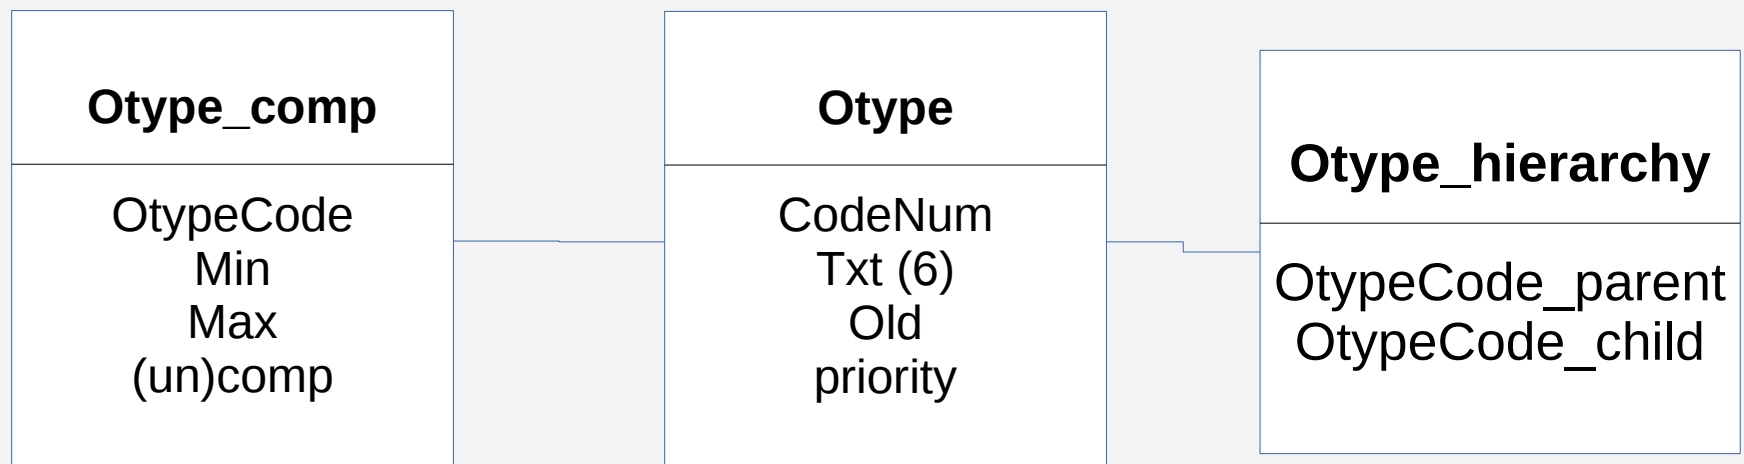 Otype_comp
OtypeCode
Min
Max
(un)comp
Otype
CodeNum
Txt (6)
Old
priority
Otype_hierarchy
OtypeCode_parent
OtypeCode_child